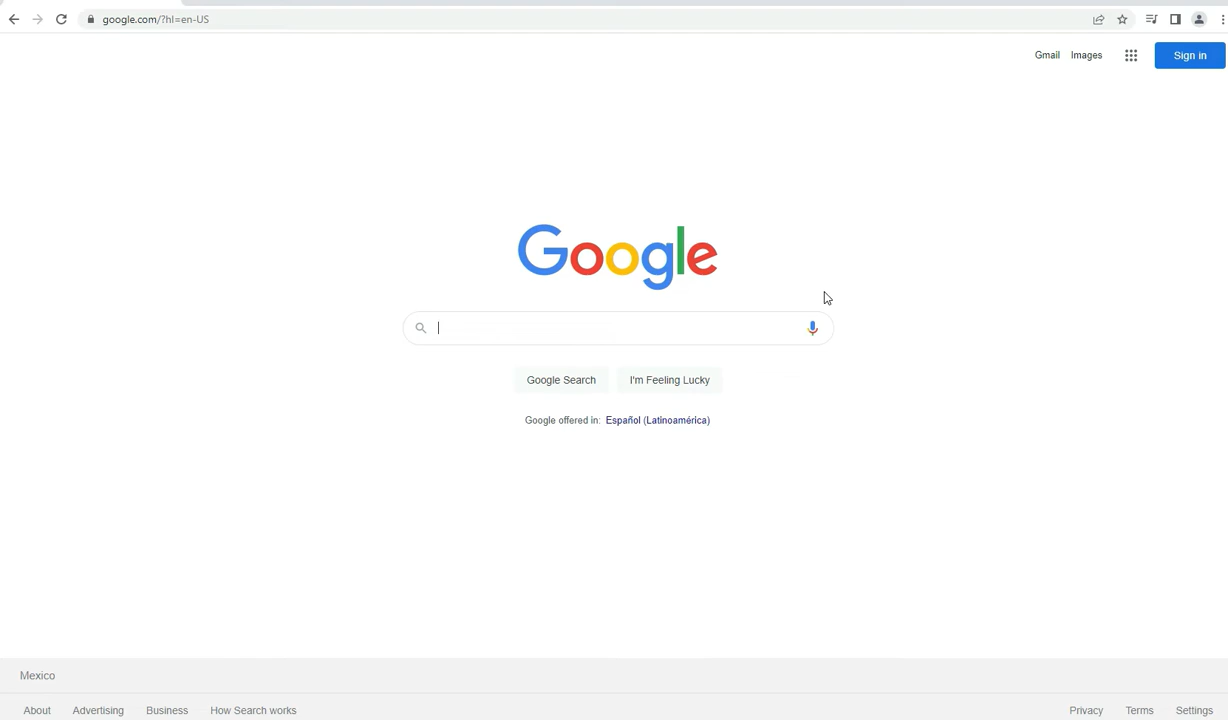 google.com/?hl=en-US
Gmail Images Sign in
Google
Google Search I'm Feeling Lucky
Google offered in: Español (Latinoamérica)
Mexico
About Advertising Business How Search works Privacy Terms Settings